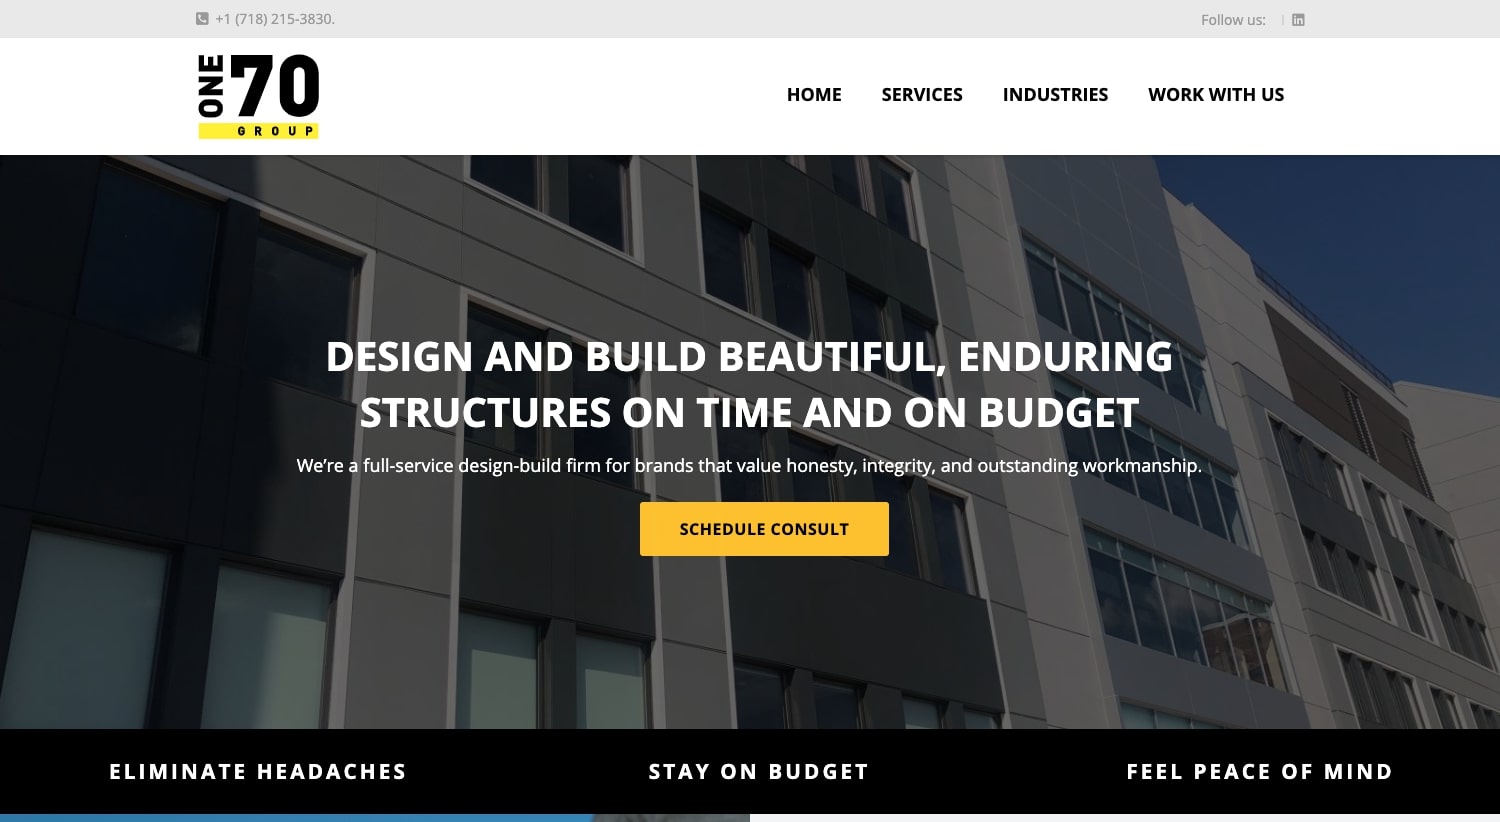 +1 (718) 215-3830.
Follow us:
ONE
70
GROUP
HOME SERVICES INDUSTRIES WORK WITH US
DESIGN AND BUILD BEAUTIFUL, ENDURING
STRUCTURES ON TIME AND ON BUDGET
We’re a full-service design-build firm for brands that value honesty, integrity, and outstanding workmanship.
SCHEDULE CONSULT
ELIMINATE HEADACHES
STAY ON BUDGET
FEEL PEACE OF MIND